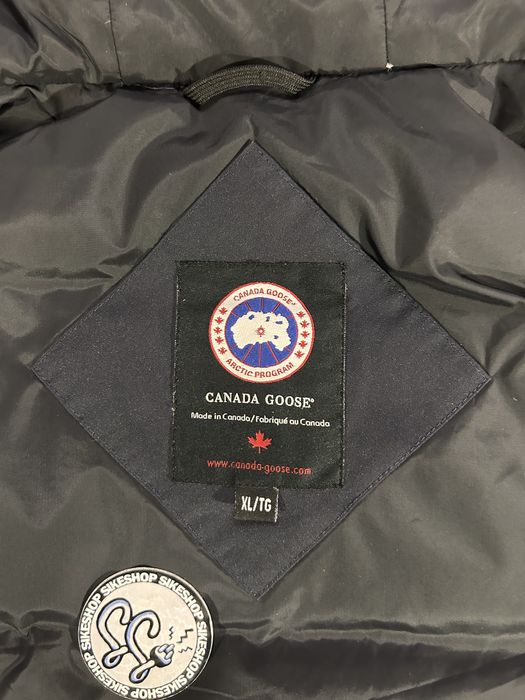 CANADA GOOSE®
ARCTIC PROGRAM
CANADA GOOSE®
Made in Canada/Fabriqué au Canada
www.canada-goose.com
XL/TG
SIKESHOP SIKESHOP SIKESHOP SIKESHOP